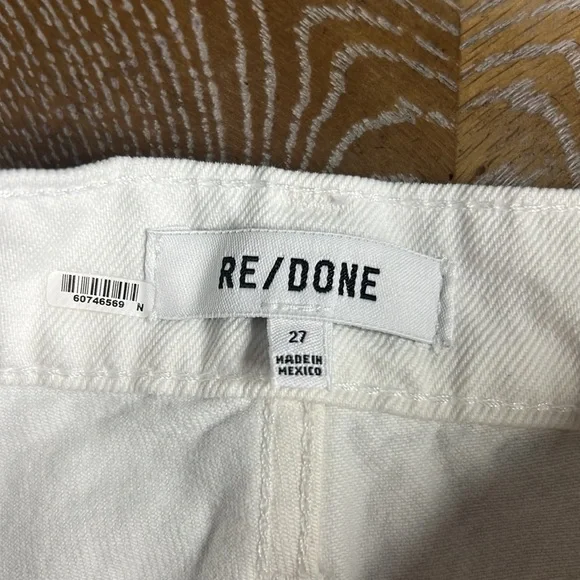 RE/DONE
60746569 N
27
MADE IN
MEXICO